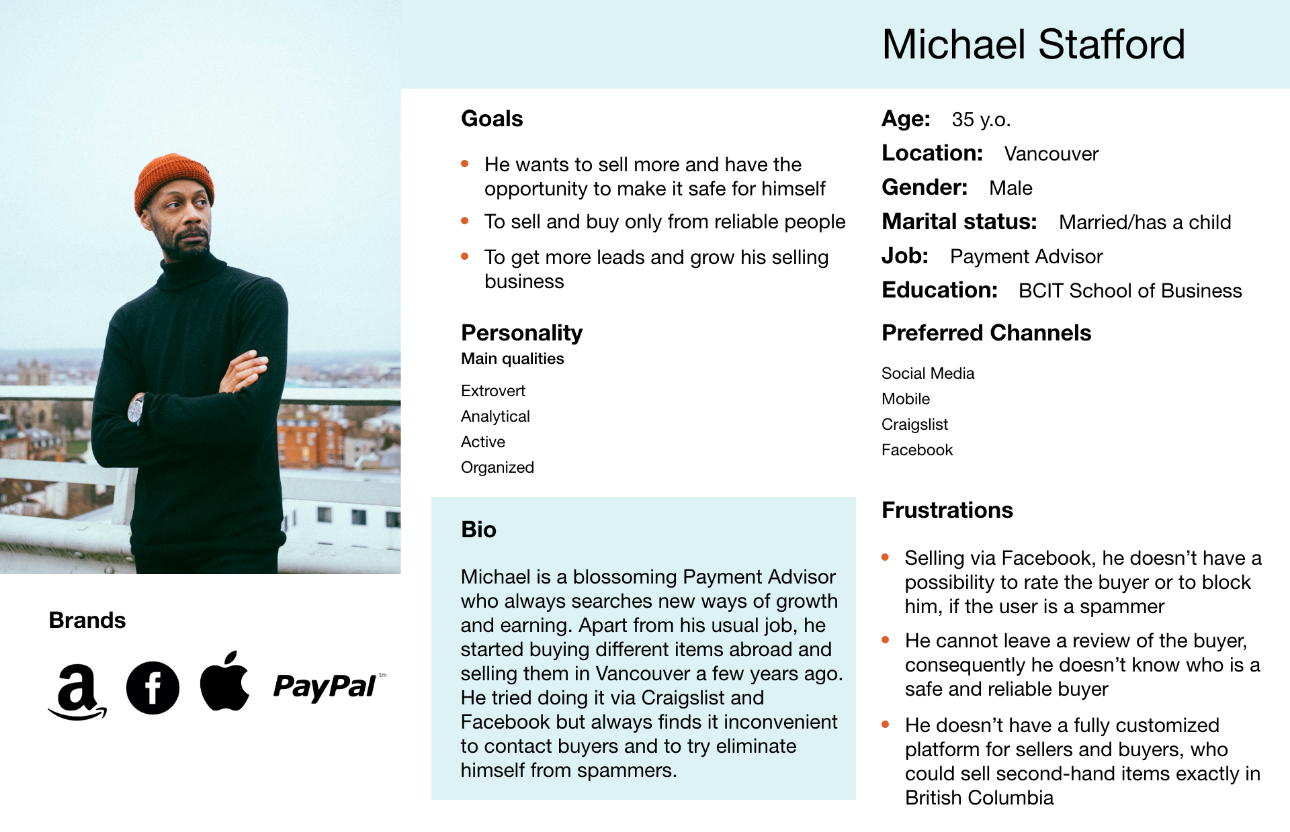 Michael Stafford
Goals
• He wants to sell more and have the
opportunity to make it safe for himself
• To sell and buy only from reliable people
• To get more leads and grow his selling
business
Age: 35 y.o.
Location: Vancouver
Gender: Male
Marital status: Married/has a child
Job: Payment Advisor
Education: BCIT School of Business
Personality
Main qualities
Extrovert
Analytical
Active
Organized
Preferred Channels
Social Media
Mobile
Craigslist
Facebook
Bio
Michael is a blossoming Payment Advisor
who always searches new ways of growth
and earning. Apart from his usual job, he
started buying different items abroad and
selling them in Vancouver a few years ago.
He tried doing it via Craigslist and
Facebook but always finds it inconvenient
to contact buyers and to try eliminate
himself from spammers.
Frustrations
• Selling via Facebook, he doesn’t have a
possibility to rate the buyer or to block
him, if the user is a spammer
• He cannot leave a review of the buyer,
consequently he doesn’t know who is a
safe and reliable buyer
• He doesn’t have a fully customized
platform for sellers and buyers, who
could sell second-hand items exactly in
British Columbia
Brands
a f PayPal™